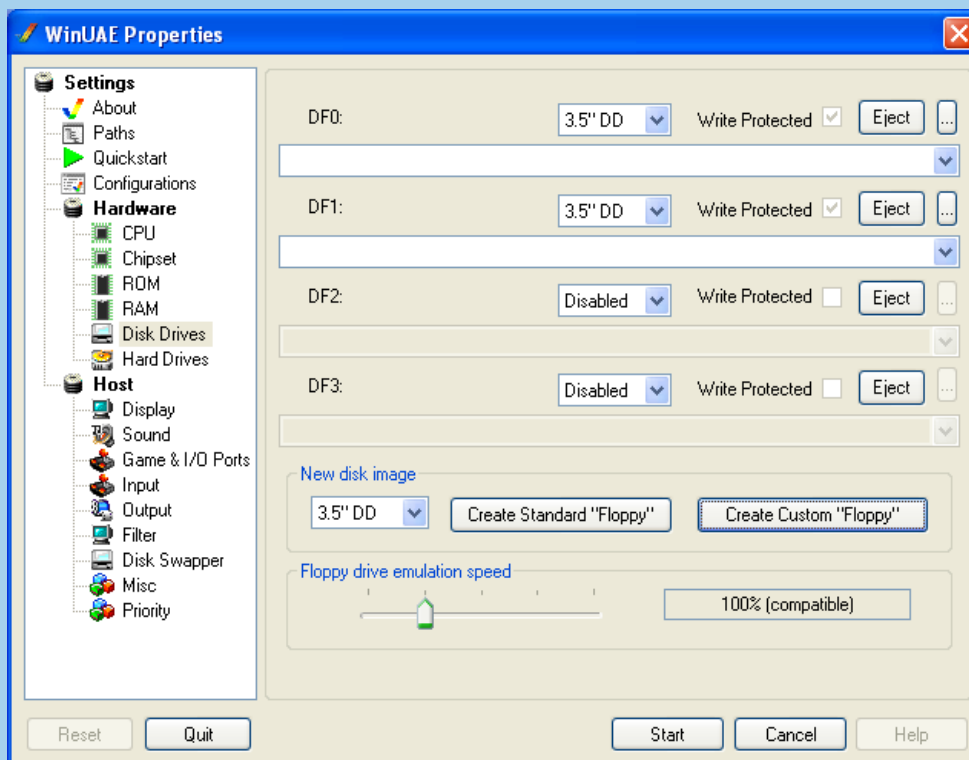 WinUAE Properties
Settings
About
Paths
Quickstart
Configurations
Hardware
CPU
Chipset
ROM
RAM
Disk Drives
Hard Drives
Host
Display
Sound
Game & I/O Ports
Input
Output
Filter
Disk Swapper
Misc
Priority
DF0: 3.5" DD Write Protected Eject ...
DF1: 3.5" DD Write Protected Eject ...
DF2: Disabled Write Protected Eject ...
DF3: Disabled Write Protected Eject ...
New disk image
3.5" DD Create Standard "Floppy" Create Custom "Floppy"
Floppy drive emulation speed
100% (compatible)
Reset Quit Start Cancel Help